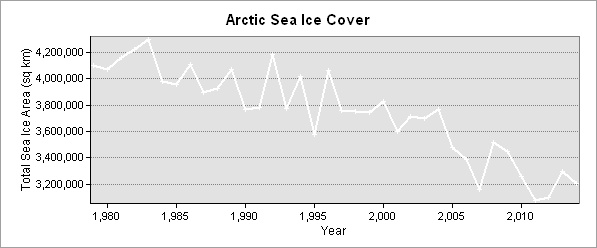 Arctic Sea Ice Cover
Total Sea Ice Area (sq km)
4,200,000
4,000,000
3,800,000
3,600,000
3,400,000
3,200,000
1,980 1,985 1,990 1,995 2,000 2,005 2,010
Year